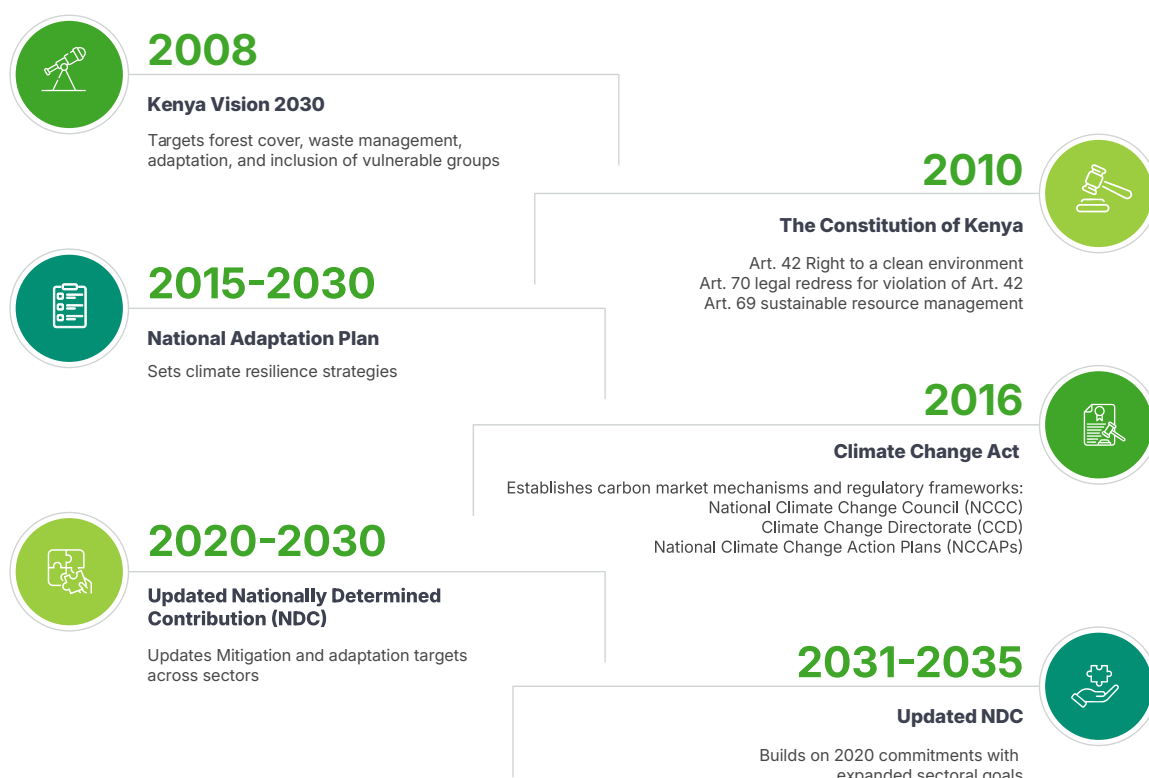 2008
Kenya Vision 2030
Targets forest cover, waste management,
adaptation, and inclusion of vulnerable groups
2010
The Constitution of Kenya
Art. 42 Right to a clean environment
Art. 70 legal redress for violation of Art. 42
Art. 69 sustainable resource management
2015-2030
National Adaptation Plan
Sets climate resilience strategies
2016
Climate Change Act
Establishes carbon market mechanisms and regulatory frameworks:
National Climate Change Council (NCCC)
Climate Change Directorate (CCD)
National Climate Change Action Plans (NCCAPs)
2020-2030
Updated Nationally Determined
Contribution (NDC)
Updates Mitigation and adaptation targets
across sectors
2031-2035
Updated NDC
Builds on 2020 commitments with
expanded sectoral goals